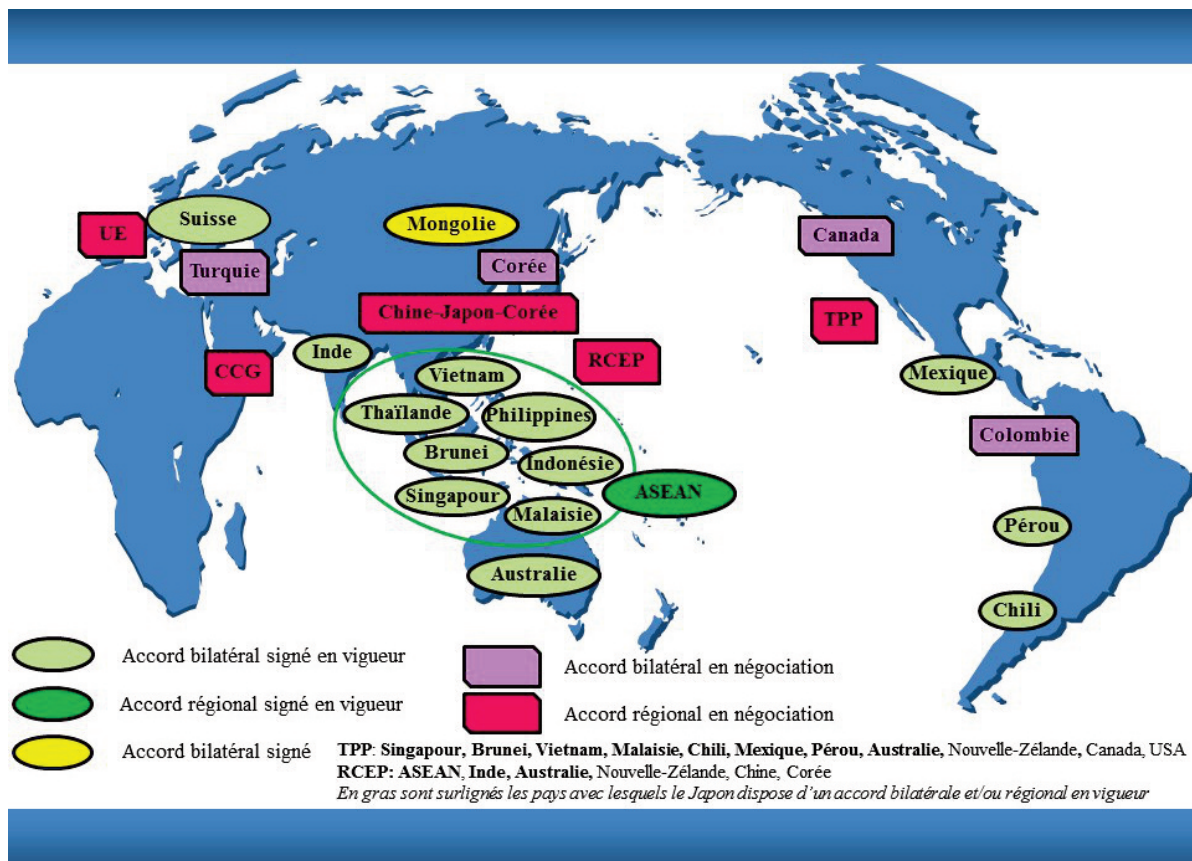 Suisse
Mongolie
UE
Canada
Turquie
Corée
Chine-Japon-Corée
TPP
Inde
RCEP
CCG
Vietnam
Mexique
Thaïlande
Philippines
Colombie
Brunei
Indonésie
Singapour
ASEAN
Malaisie
Pérou
Australie
Chili
Accord bilatéral signé en vigueur
Accord régional signé en vigueur
Accord bilatéral signé
Accord bilatéral en négociation
Accord régional en négociation
TPP: Singapour, Brunei, Vietnam, Malaisie, Chili, Mexique, Pérou, Australie, Nouvelle-Zélande, Canada, USA
RCEP: ASEAN, Inde, Australie, Nouvelle-Zélande, Chine, Corée
En gras sont surlignés les pays avec lesquels le Japon dispose d'un accord bilatérale et/ou régional en vigueur